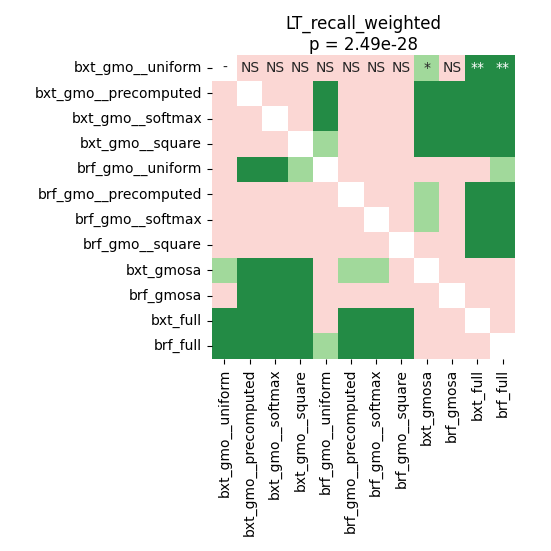 LT_recall_weighted
p = 2.49e-28
bxt_gmo__uniform - NS NS NS NS NS NS NS * NS ** **
bxt_gmo__precomputed
bxt_gmo__softmax
bxt_gmo__square
brf_gmo__uniform
brf_gmo__precomputed
brf_gmo__softmax
brf_gmo__square
bxt_gmosa
brf_gmosa
bxt_full
brf_full
bxt_gmo__uniform
bxt_gmo__precomputed
bxt_gmo__softmax
bxt_gmo__square
brf_gmo__uniform
brf_gmo__precomputed
brf_gmo__softmax
brf_gmo__square
bxt_gmosa
brf_gmosa
bxt_full
brf_full